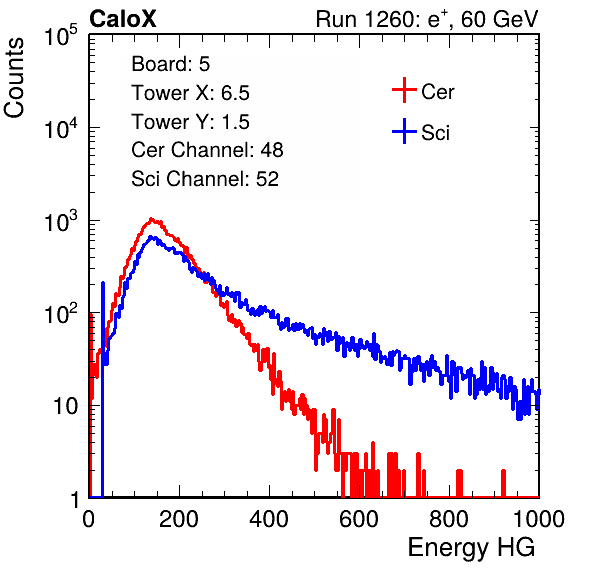 CaloX Run 1260: e⁺, 60 GeV
Board: 5
Tower X: 6.5
Tower Y: 1.5
Cer Channel: 48
Sci Channel: 52
Cer
Sci
Counts
10⁵
10⁴
10³
10²
10
1
0 200 400 600 800 1000
Energy HG